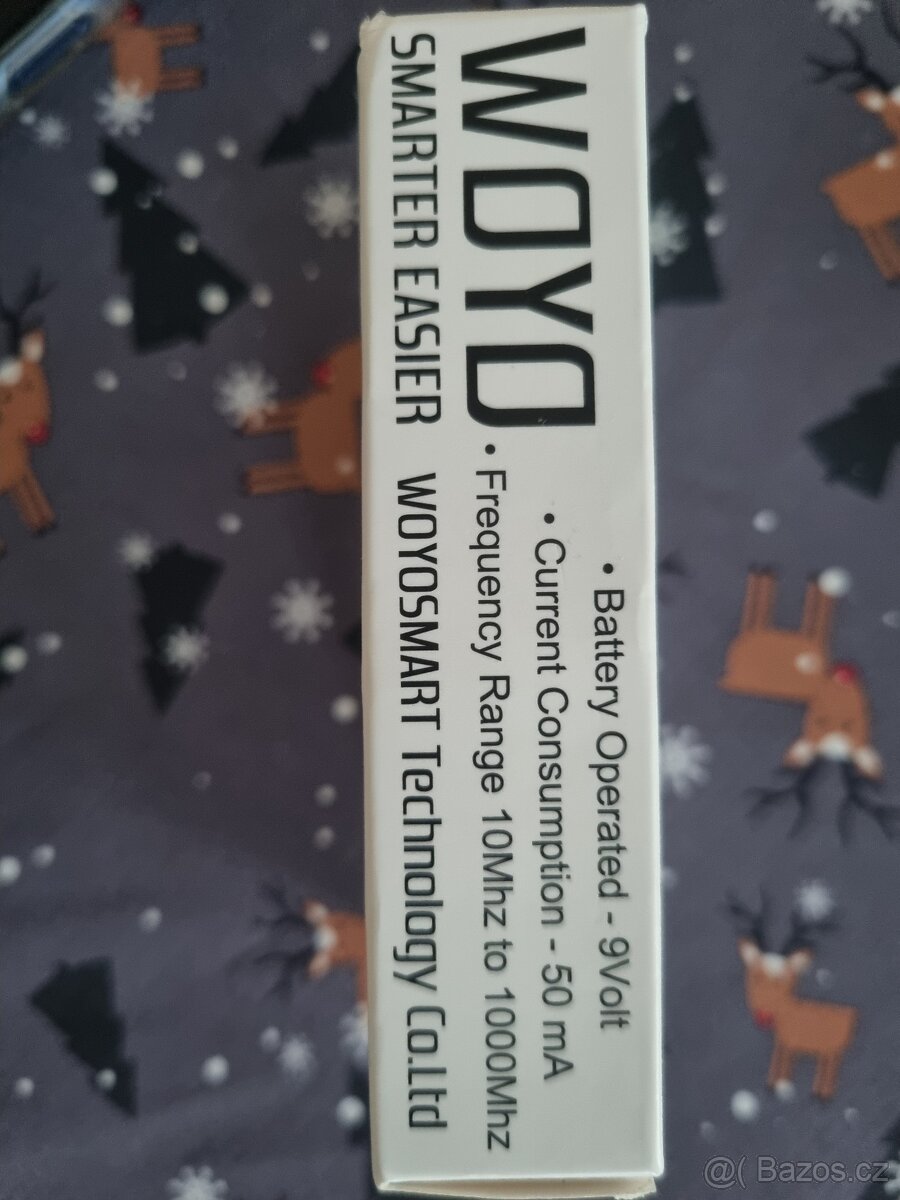 WOYO
SMARTER EASIER
• Battery Operated - 9Volt
• Current Consumption - 50 mA
• Frequency Range 10Mhz to 1000Mhz
WOYOSMART Technology Co.Ltd
@( Bazos.cz